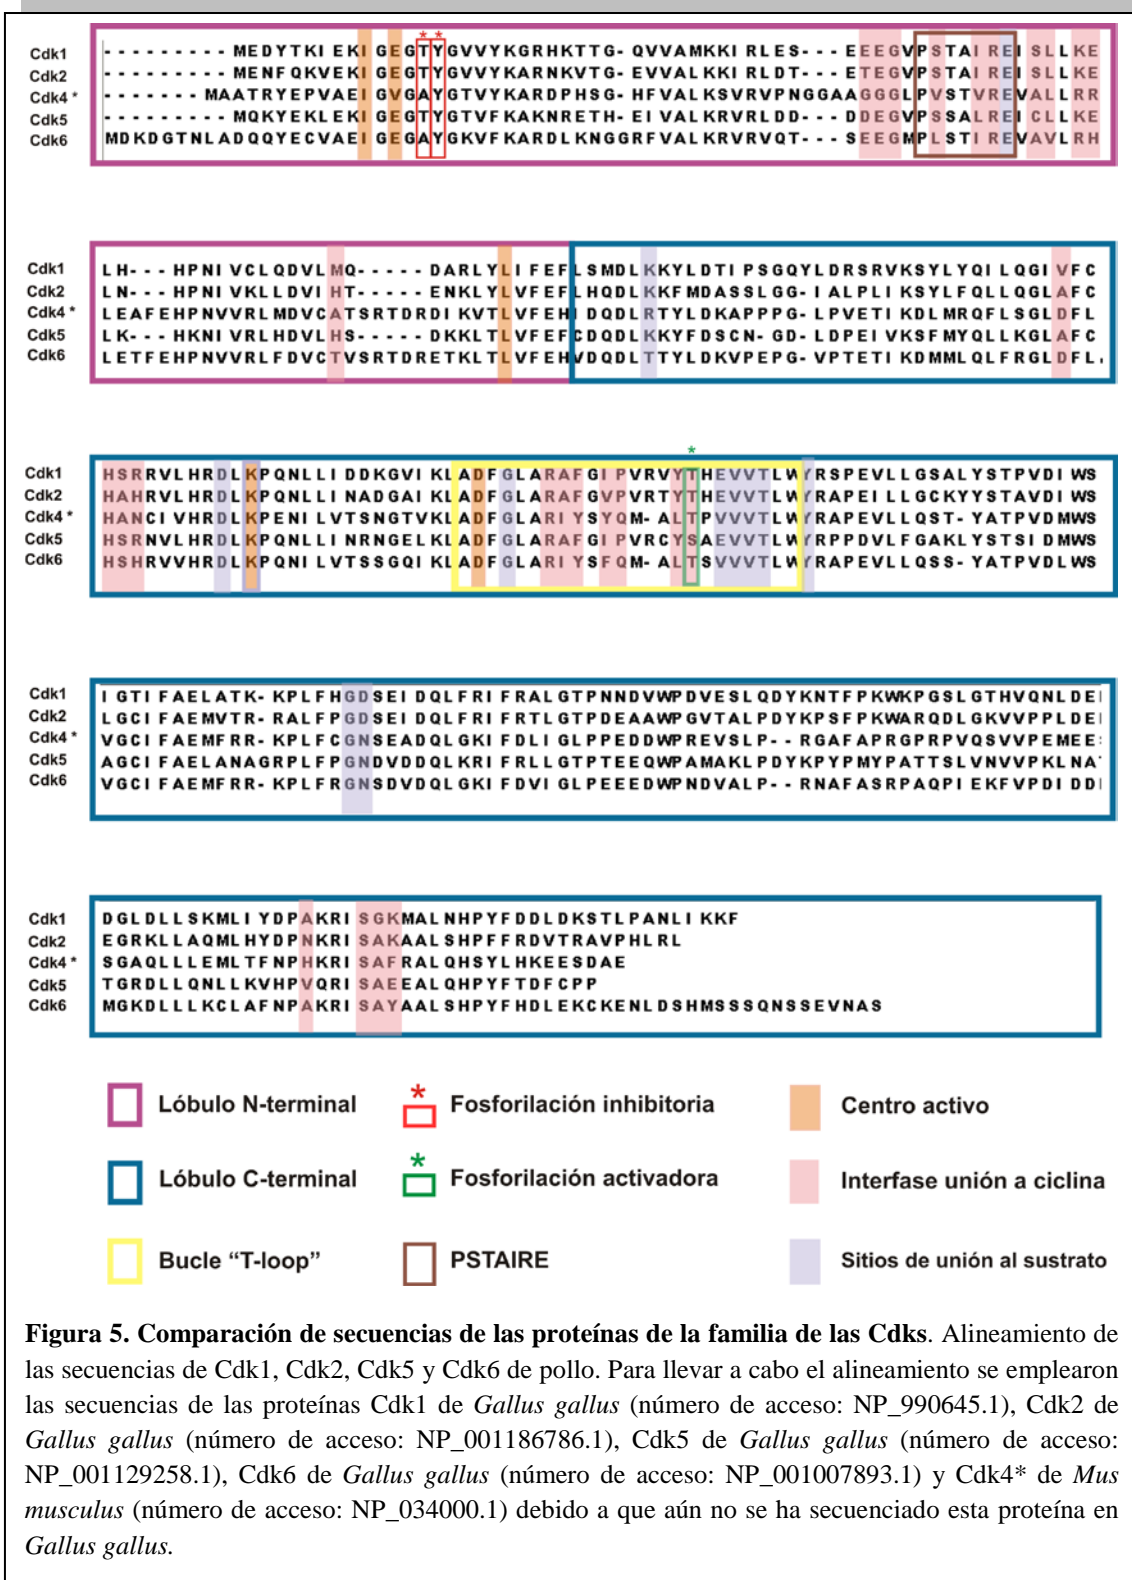 * *
Cdk1 - - - - - - - - - MEDYTKIEKIGEGTYGVVYKGRHKTTG-QVVAMKKIRLES---EEEGVPSTAIREISLLKE
Cdk2 - - - - - - - - - MENFQKVEKIGEGTYGVVYKARNKVTG-EVVALKKIRLDT---ETEGVPSTAIREISLLKE
Cdk4 * - - - - - - - MAATRYEPVAEIGVGAYGTVYKARDPHSG-HFVALKSVRVPNGGAAGGGLPVSTVREVALLRR
Cdk5 - - - - - - - - - MQKYEKLEKIGEGTYGTVFKAKNRETH-EIVALKRVRLDD---DDEGVPSSALREICLLKE
Cdk6 MDKDGTNLADQQYECVAEIGEGAYGKVFKARDLKNGGRFVALKRVRVQT---SEEGMPLSTIREVAVLRH
Cdk1 LH---HPNIVCLQDVLMQ-----DARLYLIFEFLSMDLKKYLDTIPSGQYLDRSRVKSYLYQILQGIVFC
Cdk2 LN---HPNIVKLLDVIHT-----ENKLYLVFEFLHQDLKKFMDASSLGG-IALPLIKSYLFQLLQGLAFC
Cdk4 * LEAFEHPNVVRLMDVCATSRTDRDIKVTLVFEHIDQDLRTYLDKAPPPG-LPVETIKDLMRQFLSGLDFL
Cdk5 LK---HKNIVRLHDVLHS-----DKKLTLVFEFCDQDLKKYFDSCN-GD-LDPEIVKSFMYQLLKGLAFC
Cdk6 LETFEHPNVVRLFDVCTVSRTDRETKLTLVFEHVDQDLTTYLDKVPEPG-VPTETIKDMMLQLFRGLDFL
*
Cdk1 HSRRVLHRDLKPQNLLIDDKGVIKLADFGLARAFGIPVRVYTHEVVTLWYRSPEVLLGSALYSTPVDIWS
Cdk2 HAHRVLHRDLKPQNLLINADGAIKLADFGLARAFGVPVRTYTHEVVTLWYRAPEILLGCKYYSTAVDIWS
Cdk4 * HANCIVHRDLKPENILVTSNGTVKLADFGLARIYSYQM-ALTPVVVTLWYRAPEVLLQST-YATPVDMWS
Cdk5 HSRNVLHRDLKPQNLLINRNGELKLADFGLARAFGIPVRCYSAEVVTLWYRPPDVLFGAKLYSTSIDMWS
Cdk6 HSHRVVHRDLKPQNILVTSSGQIKLADFGLARIYSFQM-ALTSVVVTLWYRAPEVLLQSS-YATPVDLWS
Cdk1 IGTIFAELATK-KPLFHGDSEIDQLFRIFRALGTPNNDVWPDVESLQDYKNTFPKWKPGSLGTHVQNLDE
Cdk2 LGCIFAEMVTR-RALFPGDSEIDQLFRIFRTLGTPDEAAWPGVTALPDYKPSFPKWARQDLGKVVPPLDE
Cdk4 * VGCIFAEMFRR-KPLFCGNSEADQLGKIFDLIGLPPEDDWPREVSLP--RGAFAPRGPRPVQSVVPEMEE
Cdk5 AGCIFAELANAGRPLFPGNDVDDQLKRIFRLLGTPTEEQWPAMAKLPDYKPYPMYPATTSLVNVVPKLNA
Cdk6 VGCIFAEMFRR-KPLFRGNSDVDQLGKIFDVIGLPEEEDWPNDVALP--RNAFASRPAQPIEKFVPDIDD
Cdk1 DGLDLLSKMLIYDPAKRISGKMALNHPYFDDLDKSTLPANLIKKF
Cdk2 EGRKLLAQMLHYDPNKRISAKAALSHPFFRDVTRAVPHLRL
Cdk4 * SGAQLLLEMLTFNPHKRISAFRALQHSYLHKEESDAE
Cdk5 TGRDLLQNLLKVHPVQRISAEEALQHPYFTDFCPP
Cdk6 MGKDLLLKCLAFNPAKRISAYAALSHPYFHDLEKCKENLDSHMSSSQNSSEVNAS
Lóbulo N-terminal * Fosforilación inhibitoria Centro activo
Lóbulo C-terminal * Fosforilación activadora Interfase unión a ciclina
Bucle “T-loop” PSTAIRE Sitios de unión al sustrato
Figura 5. Comparación de secuencias de las proteínas de la familia de las Cdks. Alineamiento de
las secuencias de Cdk1, Cdk2, Cdk5 y Cdk6 de pollo. Para llevar a cabo el alineamiento se emplearon
las secuencias de las proteínas Cdk1 de Gallus gallus (número de acceso: NP_990645.1), Cdk2 de
Gallus gallus (número de acceso: NP_001186786.1), Cdk5 de Gallus gallus (número de acceso:
NP_001129258.1), Cdk6 de Gallus gallus (número de acceso: NP_001007893.1) y Cdk4* de Mus
musculus (número de acceso: NP_034000.1) debido a que aún no se ha secuenciado esta proteína en
Gallus gallus.